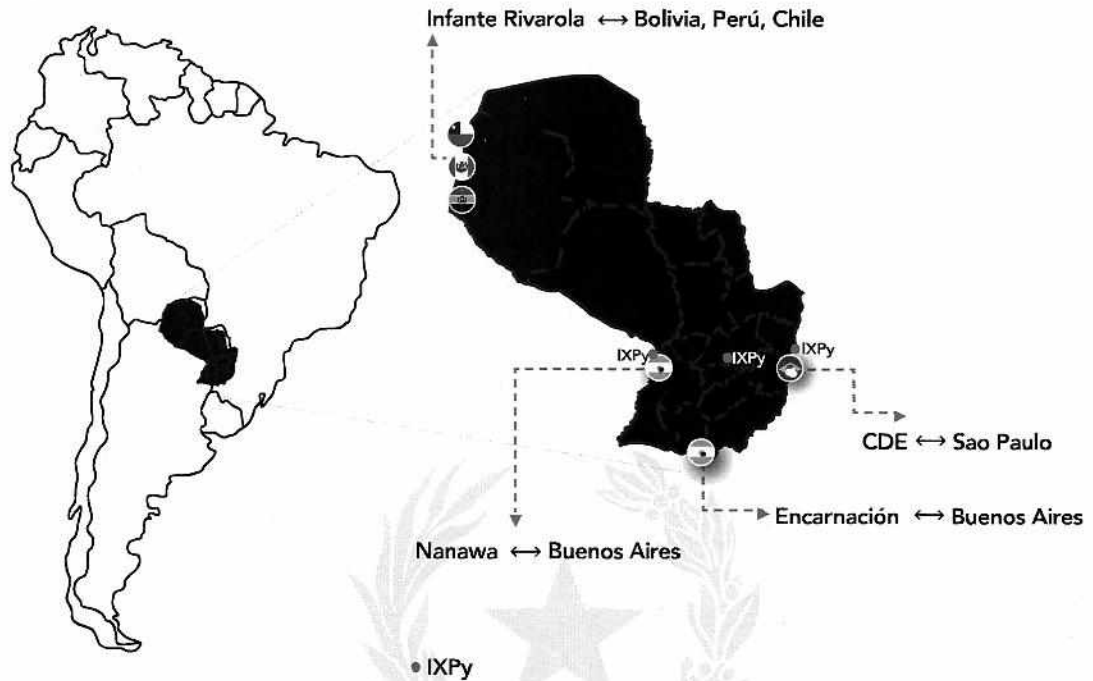 Infante Rivarola ↔ Bolivia, Perú, Chile
IXPy
IXPy
IXPy
CDE ↔ Sao Paulo
Encarnación ↔ Buenos Aires
Nanawa ↔ Buenos Aires
IXPy